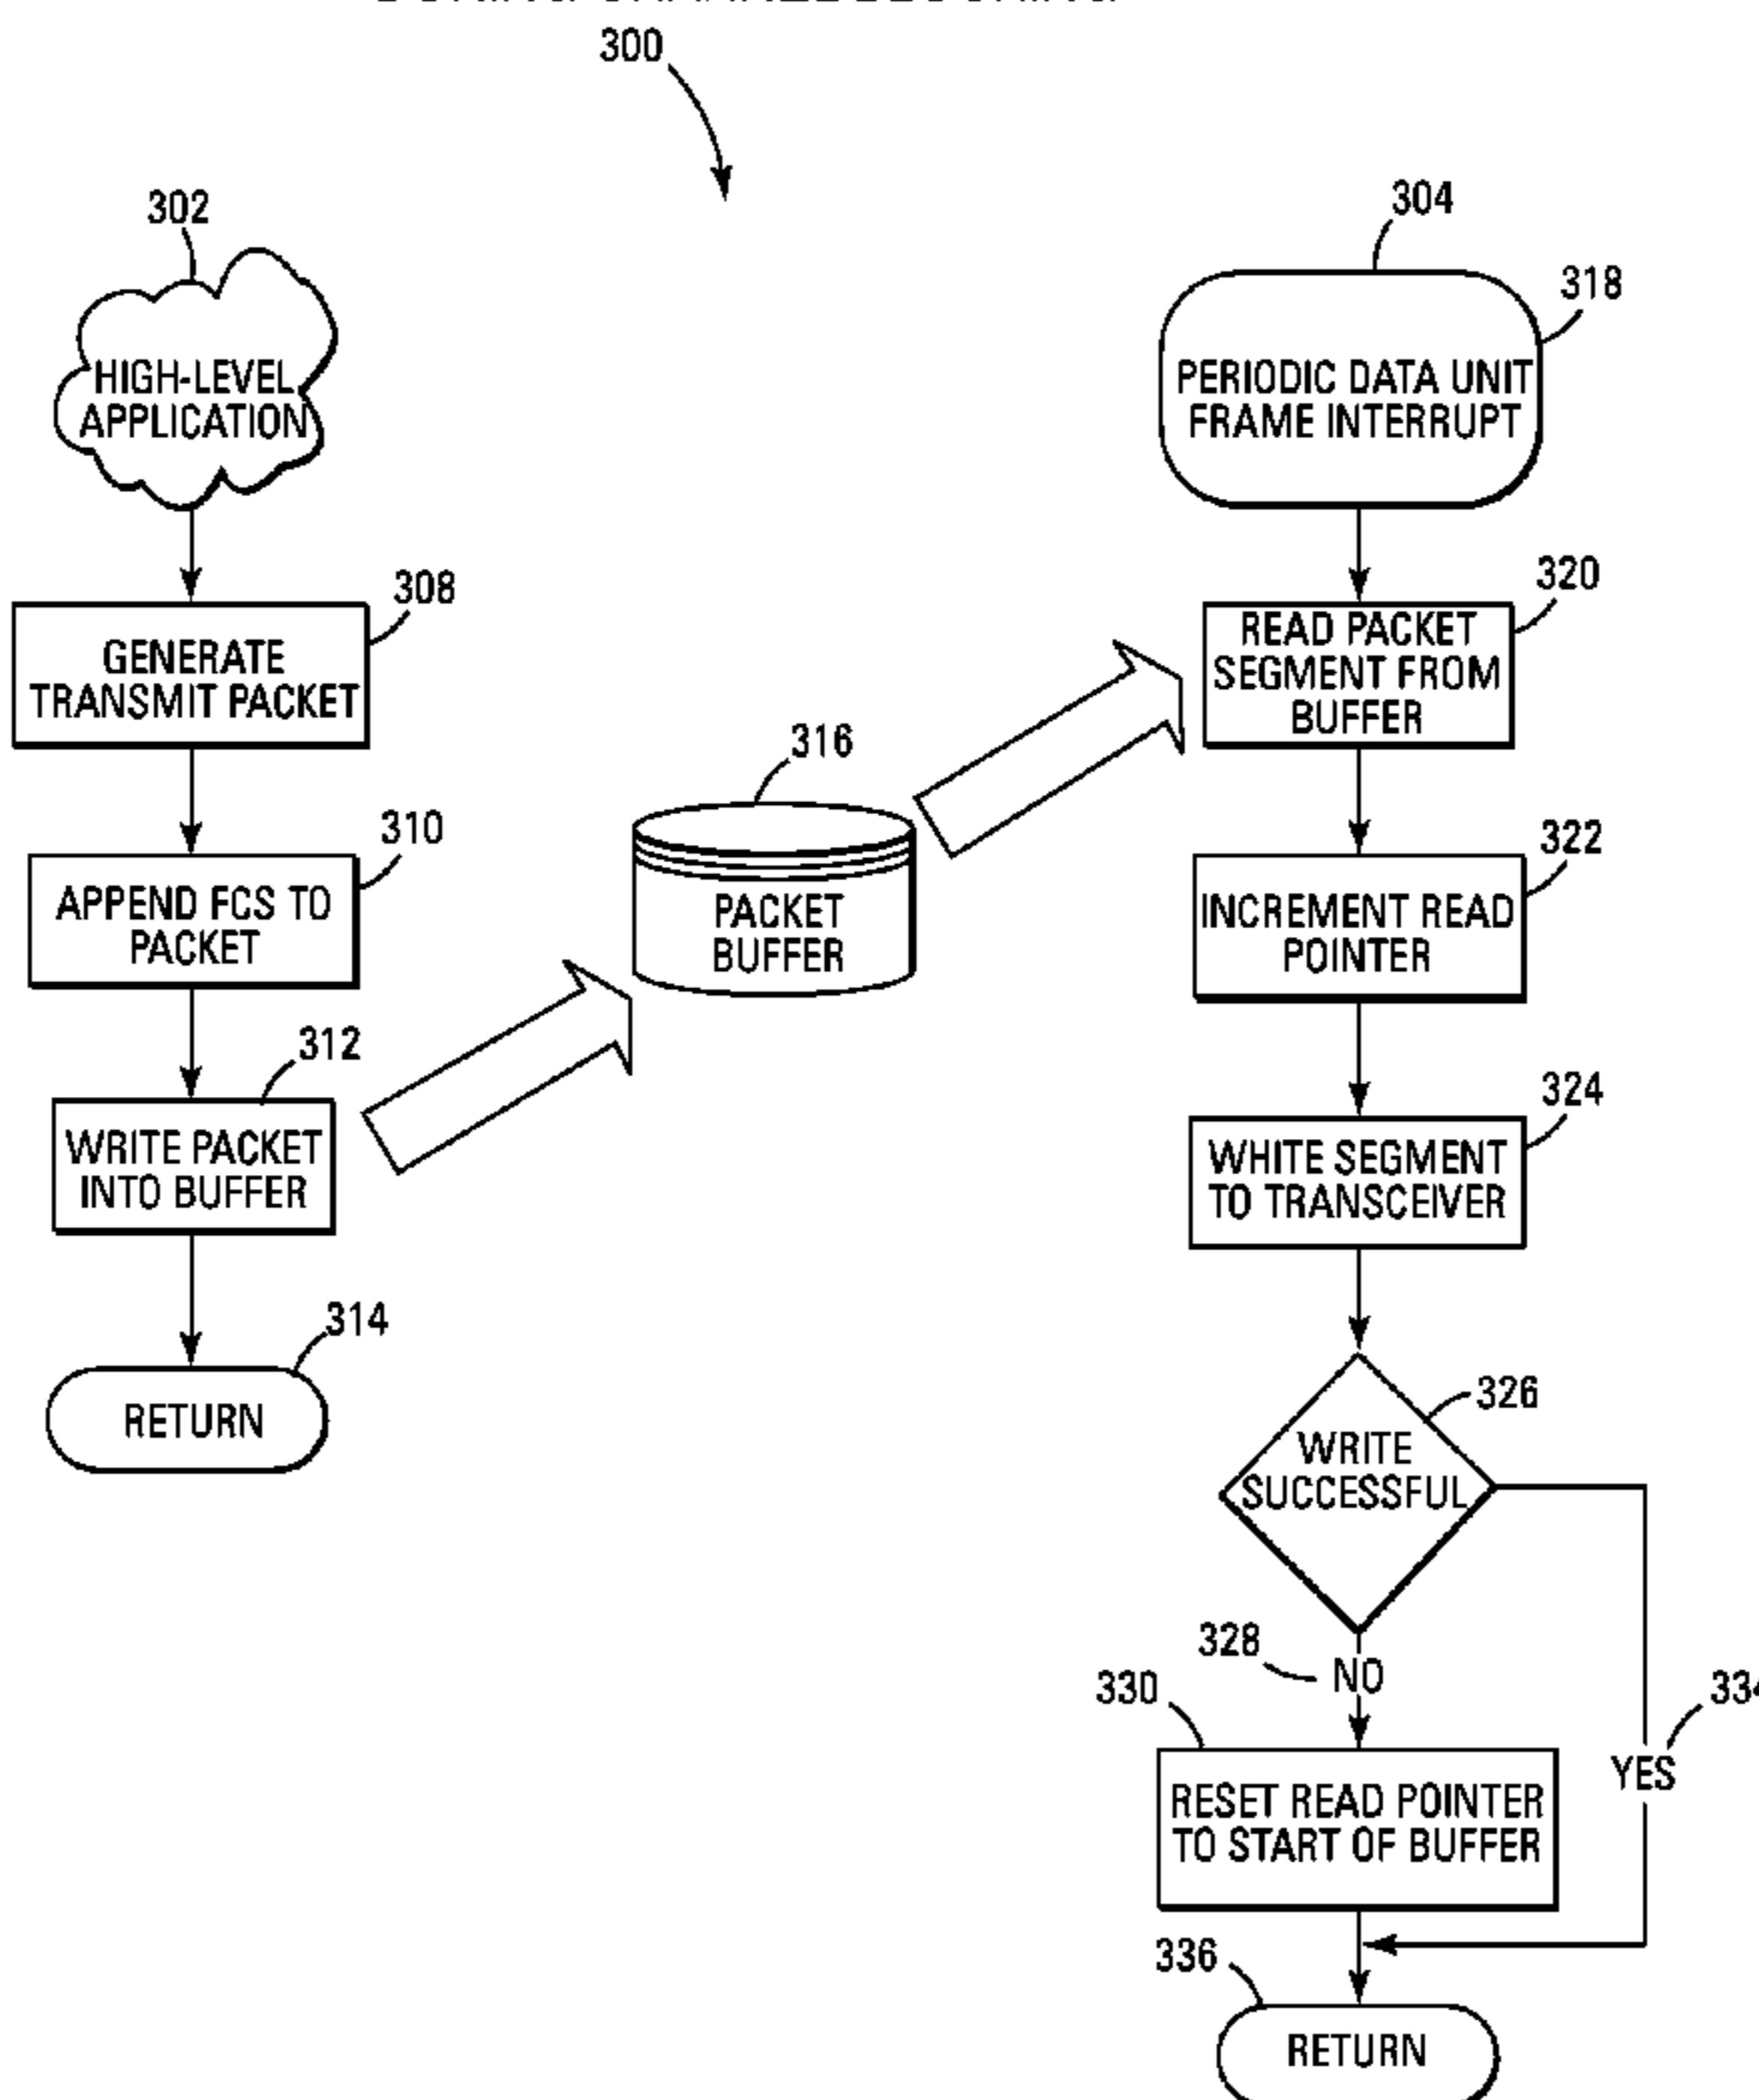 300
302
HIGH-LEVEL
APPLICATION
308
GENERATE
TRANSMIT PACKET
310
APPEND FCS TO
PACKET
312
WRITE PACKET
INTO BUFFER
314
RETURN
316
PACKET
BUFFER
304
318
PERIODIC DATA UNIT
FRAME INTERRUPT
320
READ PACKET
SEGMENT FROM
BUFFER
322
INCREMENT READ
POINTER
324
WHITE SEGMENT
TO TRANSCEIVER
326
WRITE
SUCCESSFUL
328
NO
330
334
YES
RESET READ POINTER
TO START OF BUFFER
336
RETURN